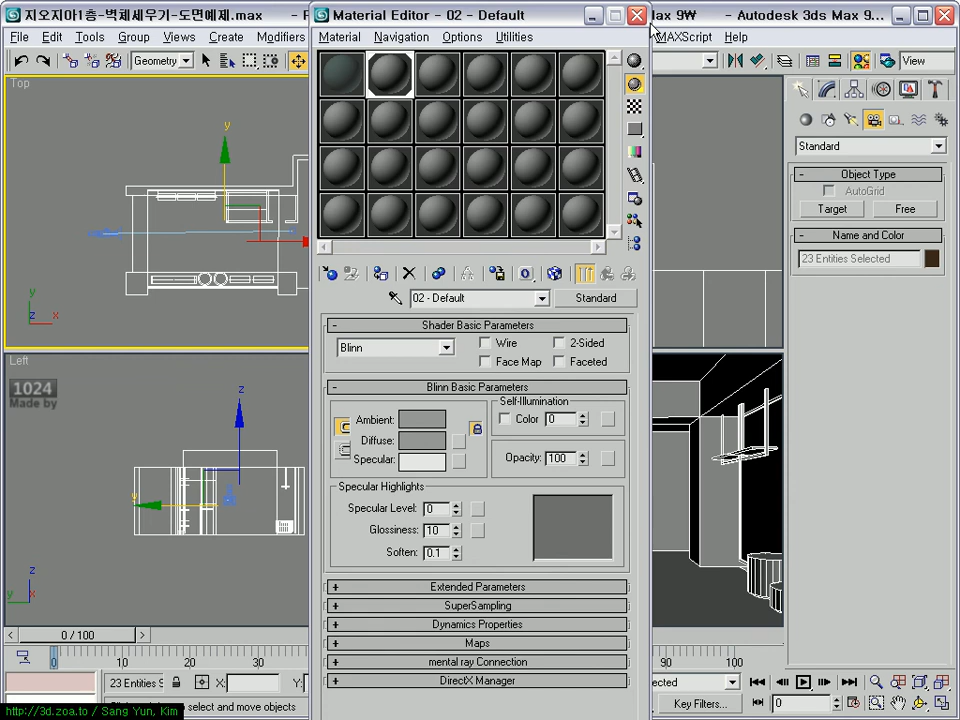 지오지아1층-벽체세우기-도면예제.max
Material Editor - 02 - Default
Max 9₩ - Autodesk 3ds Max 9...
File Edit Tools Group Views Create Modifiers
Material Navigation Options Utilities
MAXScript Help
Geometry
View
Top
y
x
y
z x
Standard
Object Type
AutoGrid
Target Free
Name and Color
23 Entities Selected
02 - Default
Standard
Shader Basic Parameters
Blinn
Wire
2-Sided
Face Map
Faceted
Blinn Basic Parameters
Ambient:
Diffuse:
Specular:
Self-Illumination
Color 0
Opacity: 100
Specular Highlights
Specular Level: 0
Glossiness: 10
Soften: 0.1
Extended Parameters
SuperSampling
Dynamics Properties
Maps
mental ray Connection
DirectX Manager
Left
1024
Made by
z
y
z
y x
0 / 100
0 10 20 30
90 100
23 Entities S
X:
Y:
select and move objects
http://3d.zoa.to / Sang Yun, Kim
ected
Key Filters...
0